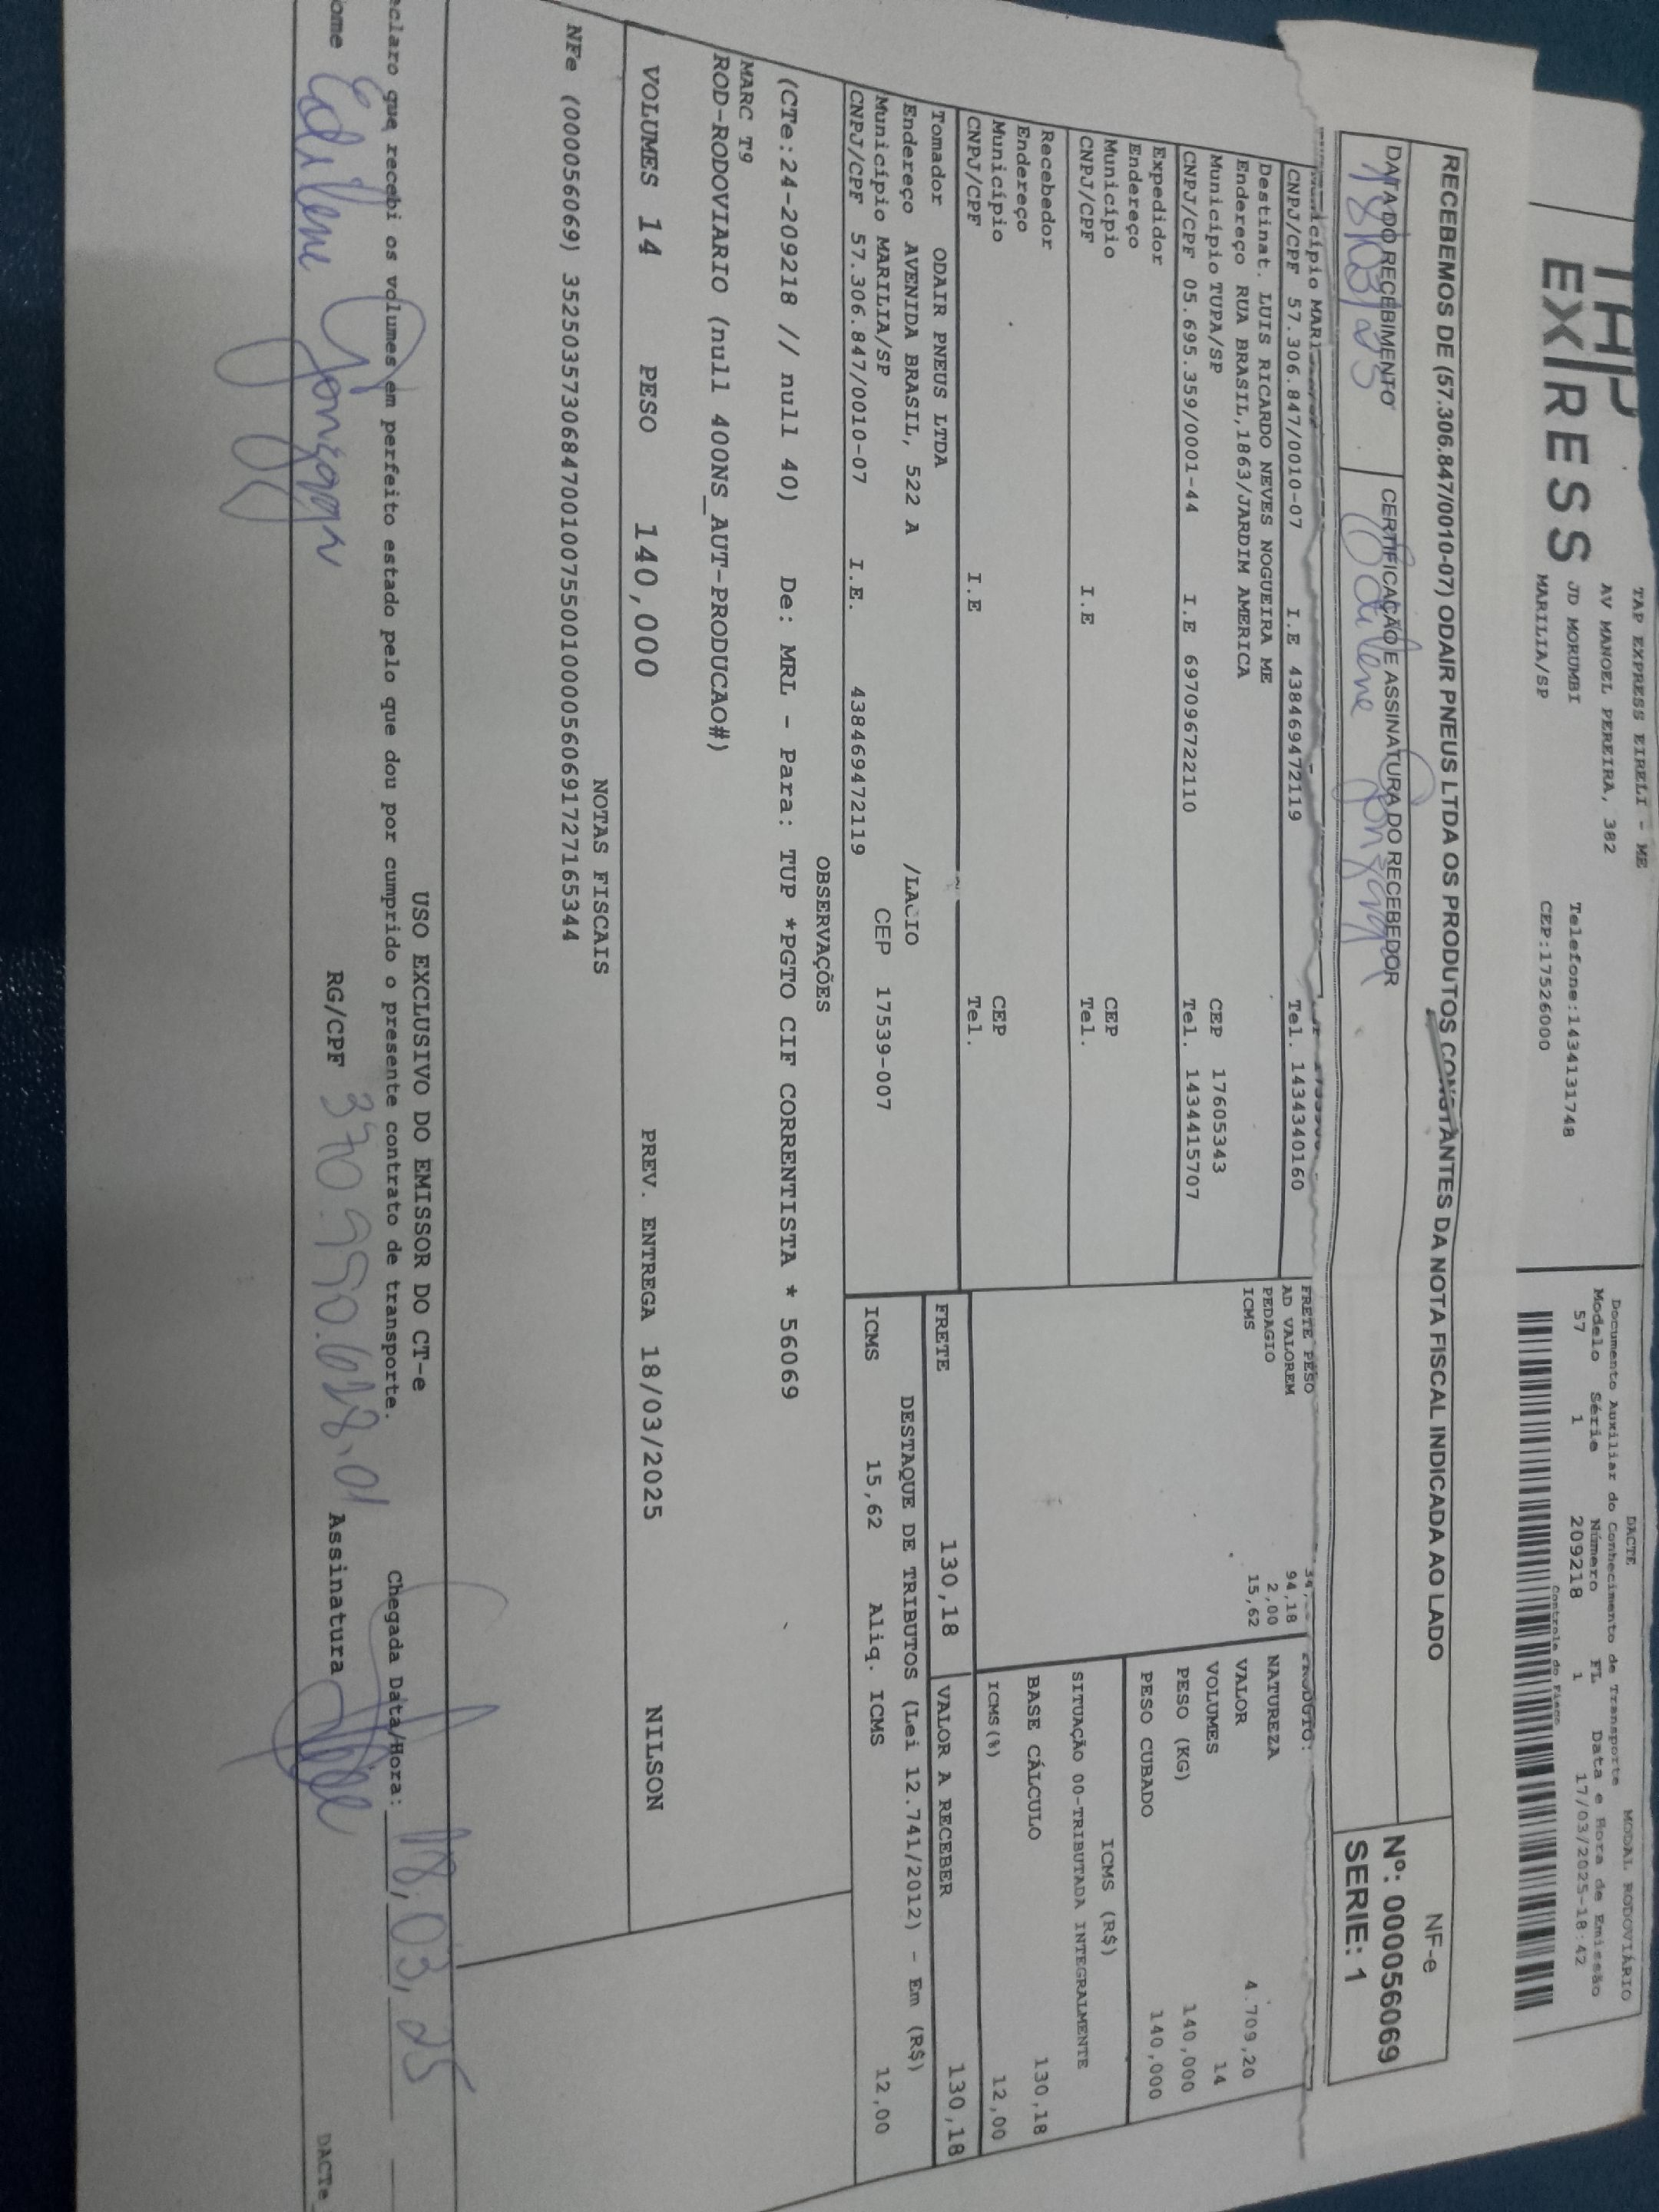 TAP
EXPRESS
TAP EXPRESS EIRELI - ME
AV MANOEL PEREIRA, 382
JD MORUMBI Telefone:1434131748
MARILIA/SP CEP:17526000
DACTE MODAL RODOVIÁRIO
Documento Auxiliar do Conhecimento de Transporte
Modelo Série Número FL Data e Hora de Emissão
57 1 209218 1 17/03/2025-18:42
Controle do Fisco
RECEBEMOS DE (57.306.847/0010-07) ODAIR PNEUS LTDA OS PRODUTOS CONSTANTES DA NOTA FISCAL INDICADA AO LADO
NF-e
Nº: 000056069
SERIE: 1
DATA DO RECEBIMENTO CERTIFICAÇÃO E ASSINATURA DO RECEBEDOR
18/03/25 Edilene Gonzaga
Município
CNPJ/CPF 57.306.847/0010-07 I.E 438469472119 Tel. 1434340160
Destinat. LUIS RICARDO NEVES NOGUEIRA ME
Endereço RUA BRASIL,1863/JARDIM AMERICA
Município TUPA/SP CEP 17605343
CNPJ/CPF 05.695.359/0001-44 I.E 697096722110 Tel. 1434415707
Expedidor
Endereço
Município CEP
CNPJ/CPF I.E Tel.
Recebedor
Endereço
Município CEP
CNPJ/CPF I.E Tel.
FRETE PESO
AD VALOREM 94,18
PEDAGIO 2,00
ICMS 15,62
NATUREZA
VALOR 4.709,20
VOLUMES 14
PESO (KG) 140,000
PESO CUBADO 140,000
ICMS (R$)
SITUAÇÃO 00-TRIBUTADA INTEGRALMENTE
BASE CÁLCULO 130,18
ICMS(%) 12,00
Tomador ODAIR PNEUS LTDA
Endereço AVENIDA BRASIL, 522 A /LACIO
Município MARILIA/SP CEP 17539-007
CNPJ/CPF 57.306.847/0010-07 I.E. 438469472119
FRETE 130,18 VALOR A RECEBER 130,18
DESTAQUE DE TRIBUTOS (Lei 12.741/2012) - Em (R$)
ICMS 15,62 Aliq. ICMS 12,00
OBSERVAÇÕES
(CTe:24-209218 // null 40) De: MRL - Para: TUP *PGTO CIF CORRENTISTA * 56069
MARC T9
ROD-RODOVIARIO (null 400NS_AUT-PRODUCAO#)
VOLUMES 14 PESO 140,000 PREV. ENTREGA 18/03/2025 NILSON
NOTAS FISCAIS
NFe (000056069) 35250357306847001007550010000560691727165344
USO EXCLUSIVO DO EMISSOR DO CT-e
eclaro que recebi os volumes em perfeito estado pelo que dou por cumprido o presente contrato de transporte. Chegada Data/Hora: 18,03,25
ome Edilene Gonzaga RG/CPF 370.990.628.01 Assinatura
DACTe